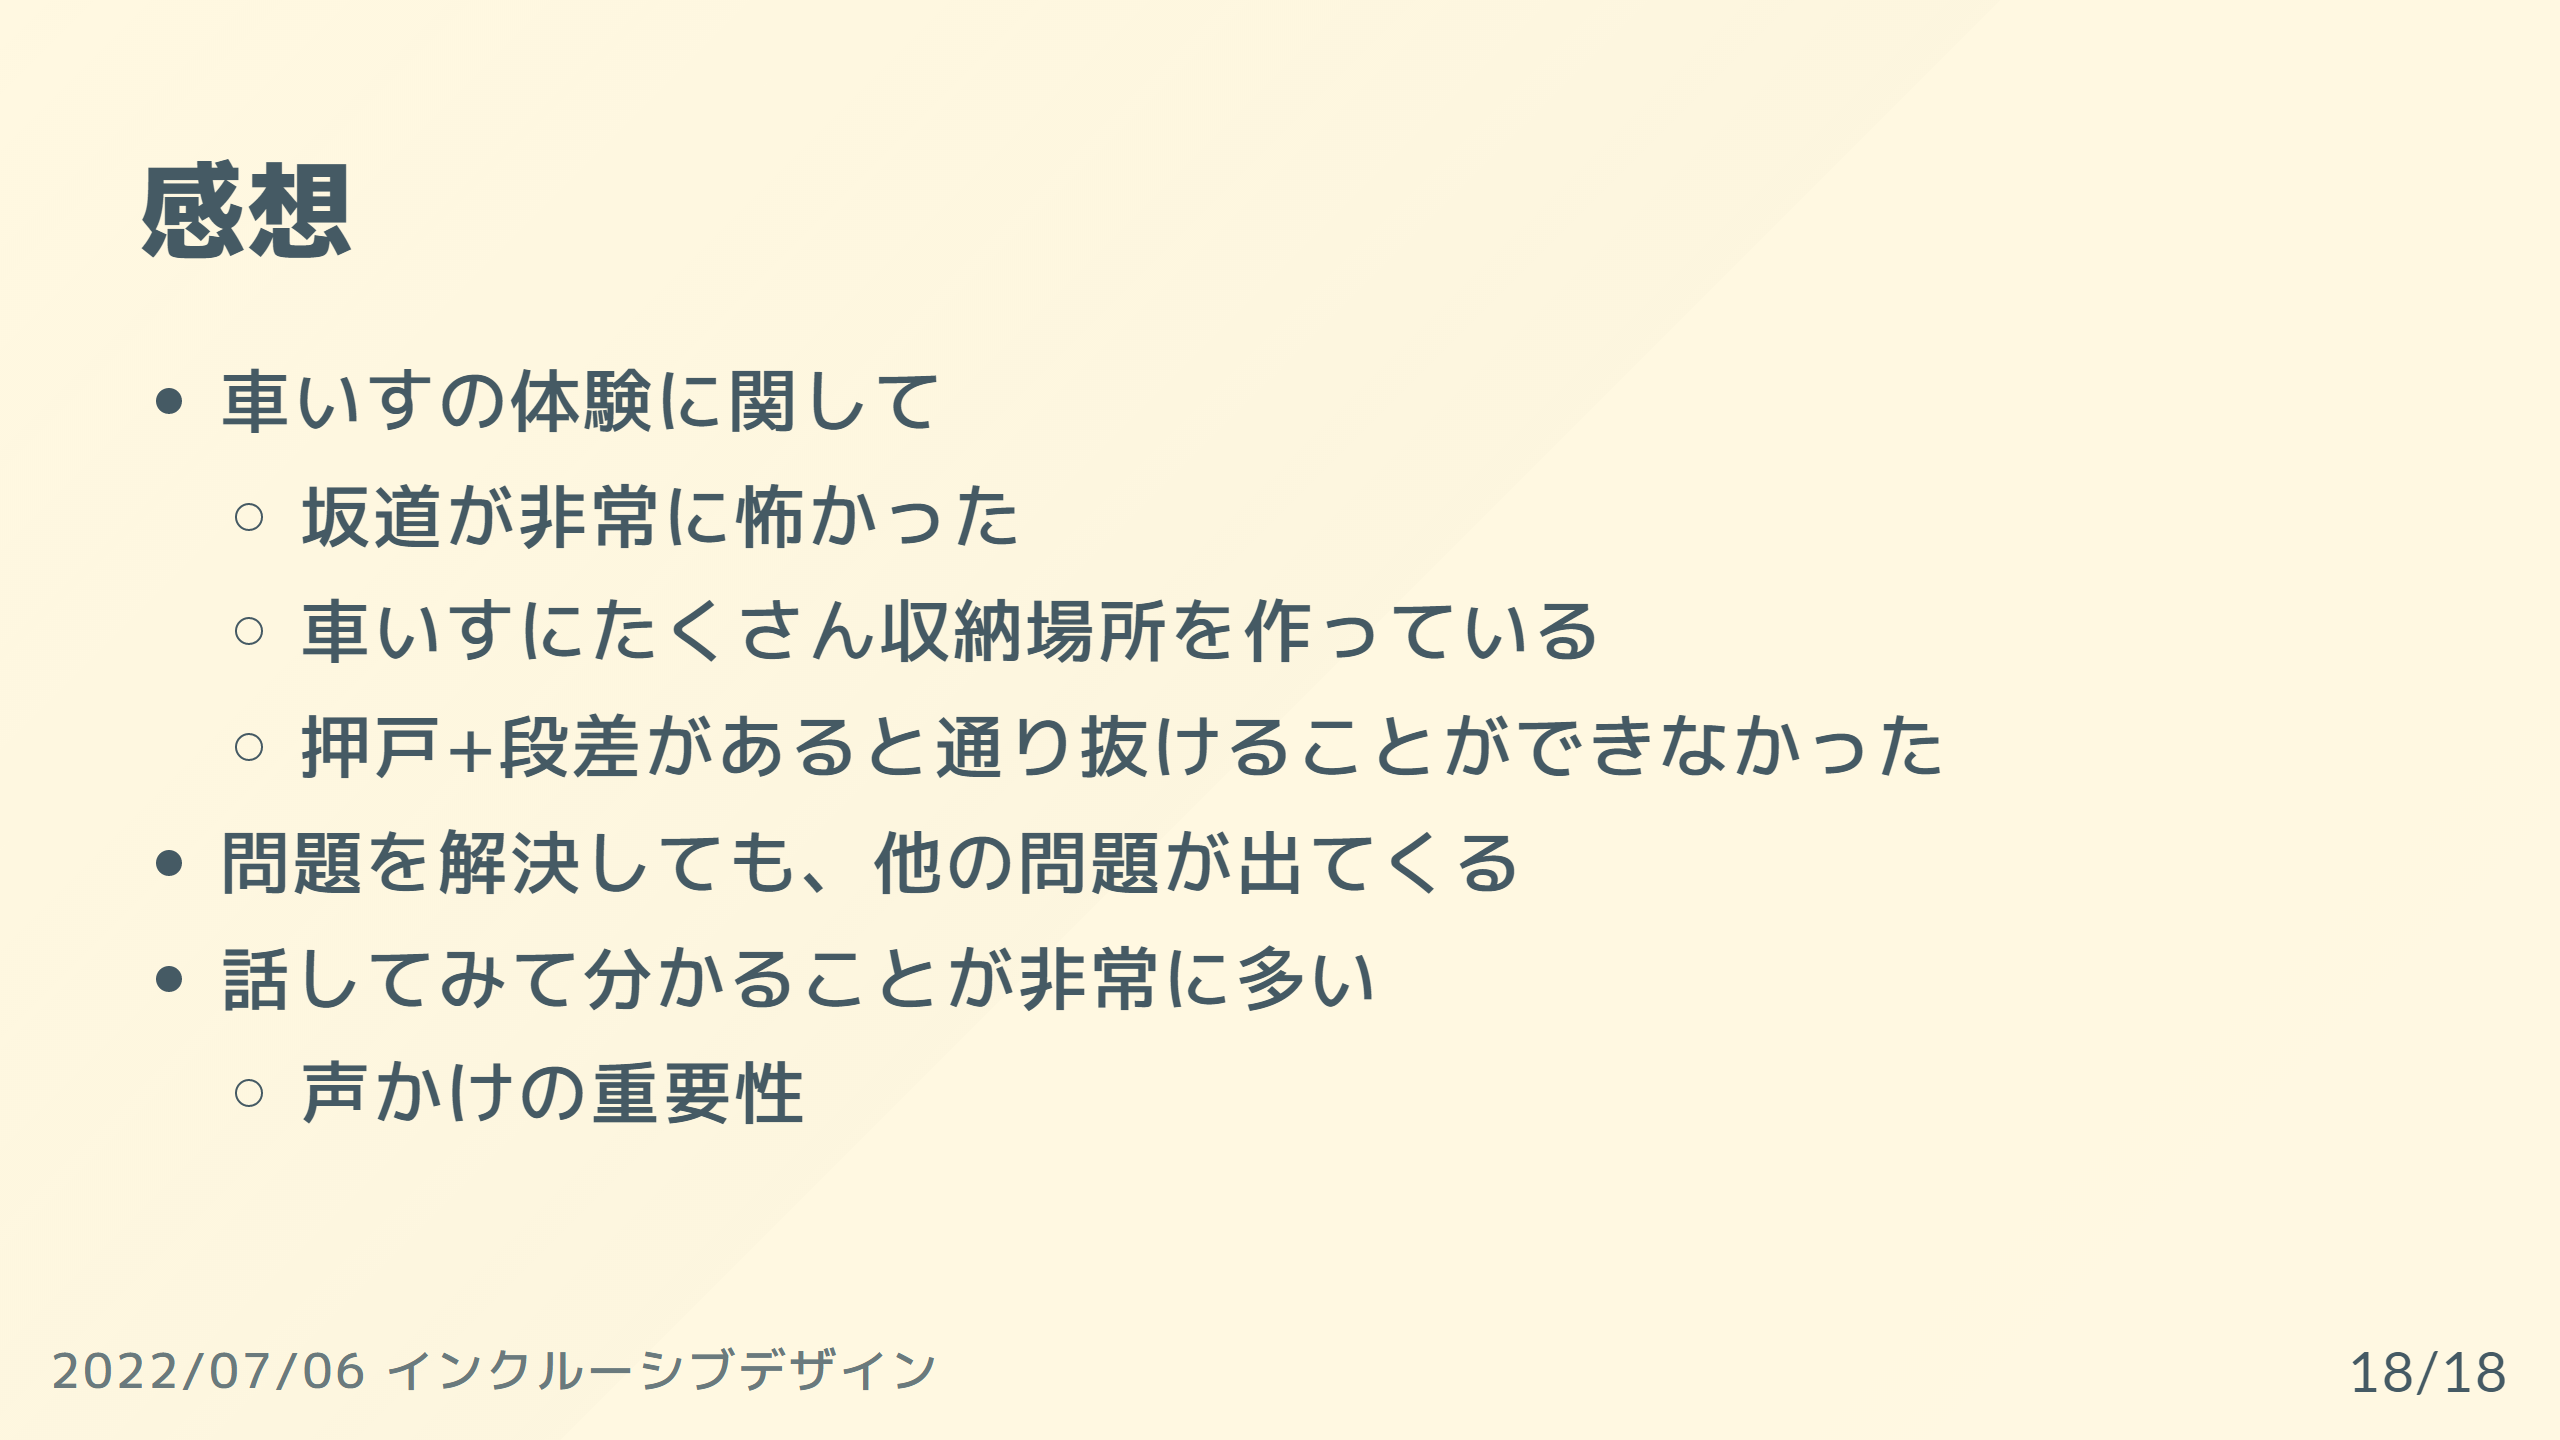 感想
車いすの体験に関して
坂道が非常に怖かった
車いすにたくさん収納場所を作っている
押戸+段差があると通り抜けることができなかった
問題を解決しても、他の問題が出てくる
話してみて分かることが非常に多い
声かけの重要性
2022/07/06 インクルーシブデザイン
18/18